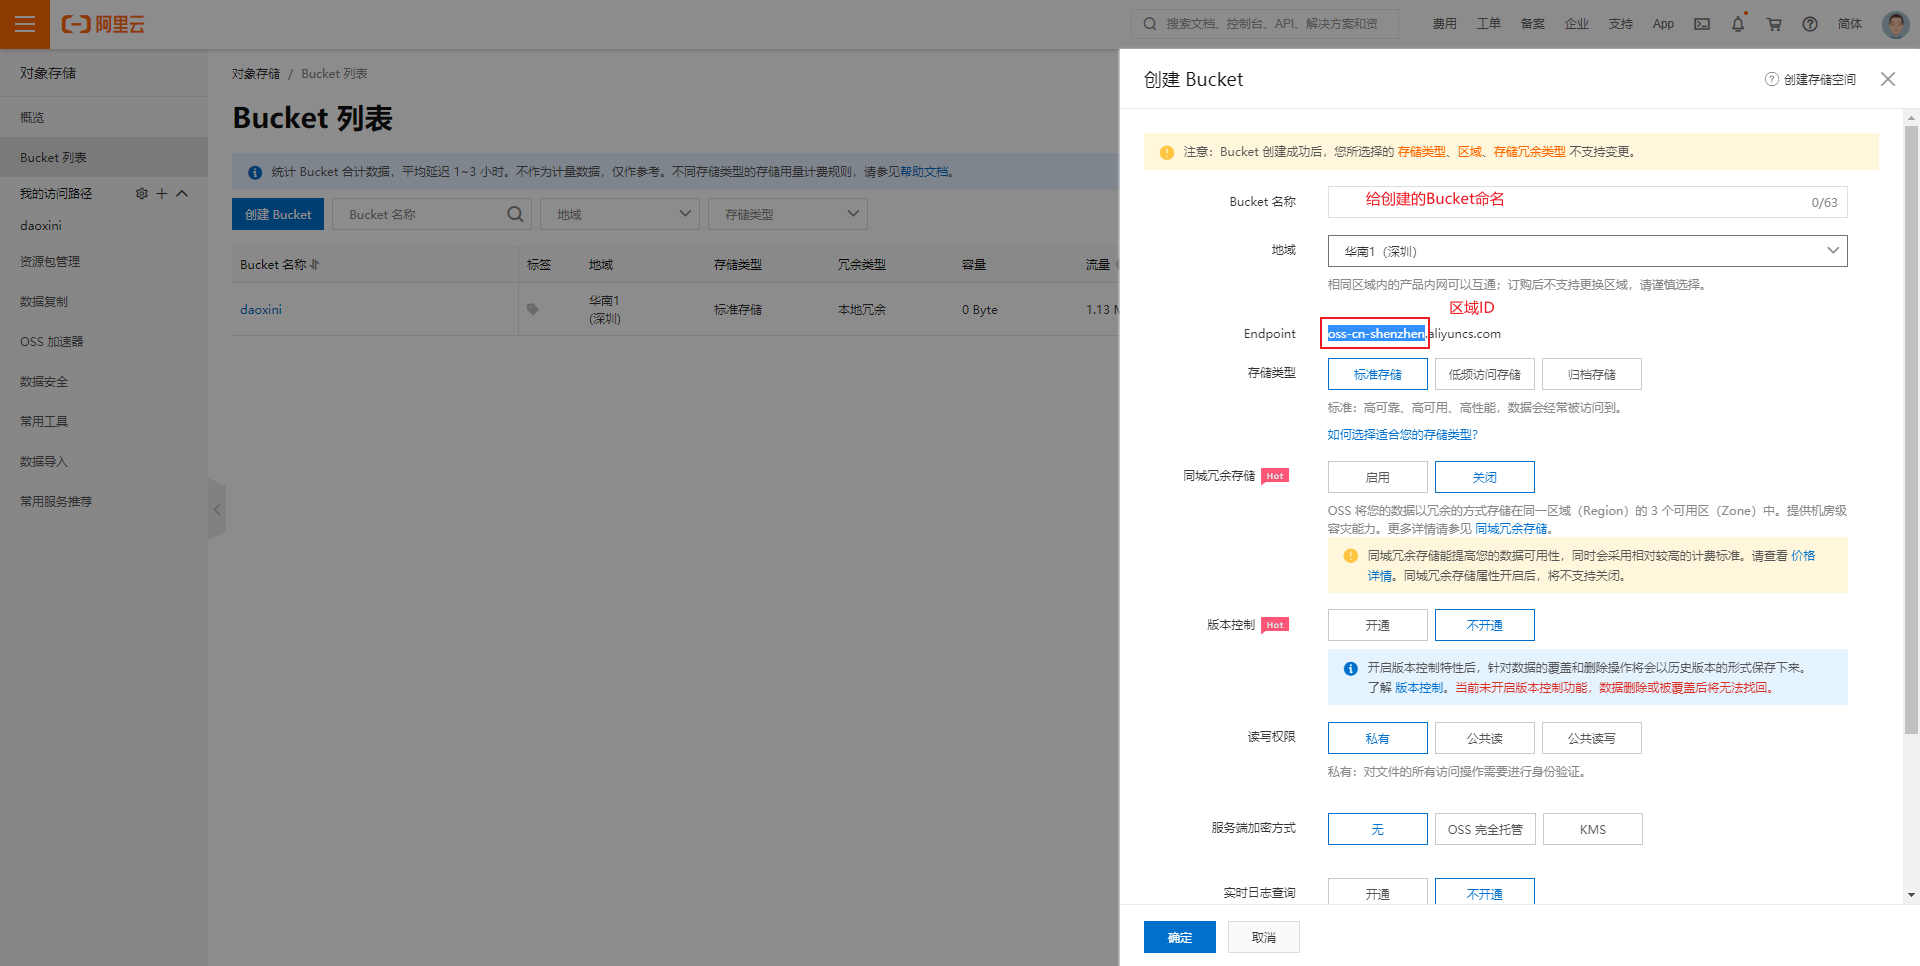 阿里云
搜索文档、控制台、API、解决方案和资
费用 工单 备案 企业 支持 App 简体
对象存储
概览
Bucket 列表
我的访问路径
daoxini
资源包管理
数据复制
OSS 加速器
数据安全
常用工具
数据导入
常用服务推荐
对象存储 / Bucket 列表
Bucket 列表
统计 Bucket 合计数据，平均延迟 1~3 小时。不作为计量数据，仅作参考。不同存储类型的存储用量计费规则，请参见帮助文档。
创建 Bucket Bucket 名称 地域 存储类型
Bucket 名称 标签 地域 存储类型 冗余类型 容量 流量
daoxini 华南1 标准存储 本地冗余 0 Byte 1.13
(深圳)
创建 Bucket
创建存储空间
注意：Bucket 创建成功后，您所选择的 存储类型、区域、存储冗余类型 不支持变更。
Bucket 名称 给创建的Bucket命名 0/63
地域 华南1（深圳）
相同区域内的产品内网可以互通；订购后不支持更换区域，请谨慎选择。
区域ID
Endpoint oss-cn-shenzhen.aliyuncs.com
存储类型 标准存储 低频访问存储 归档存储
标准：高可靠、高可用、高性能，数据会经常被访问到。
如何选择适合您的存储类型？
同城冗余存储 Hot 启用 关闭
OSS 将您的数据以冗余的方式存储在同一区域（Region）的 3 个可用区（Zone）中。提供机房级
容灾能力。更多详情请参见 同城冗余存储。
同城冗余存储能提高您的数据可用性，同时会采用相对较高的计费标准。请查看 价格
详情。同城冗余存储属性开启后，将不支持关闭。
版本控制 Hot 开通 不开通
开启版本控制特性后，针对数据的覆盖和删除操作将会以历史版本的形式保存下来。
了解 版本控制。当前未开启版本控制功能，数据删除或被覆盖后将无法找回。
读写权限 私有 公共读 公共读写
私有：对文件的所有访问操作需要进行身份验证。
服务端加密方式 无 OSS 完全托管 KMS
实时日志查询 开通 不开通
确定 取消